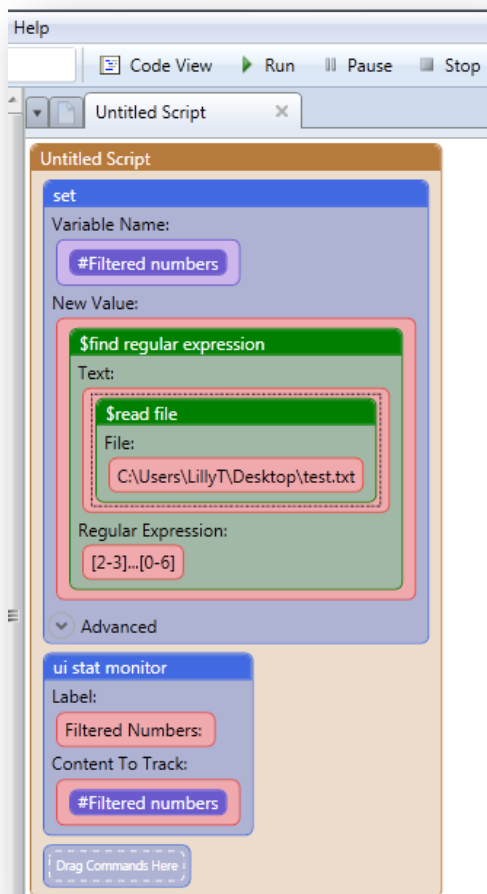 Help
Code View Run Pause Stop
Untitled Script
Untitled Script
set
Variable Name:
#Filtered numbers
New Value:
$find regular expression
Text:
$read file
File:
C:\Users\LillyT\Desktop\test.txt
Regular Expression:
[2-3]...[0-6]
Advanced
ui stat monitor
Label:
Filtered Numbers:
Content To Track:
#Filtered numbers
Drag Commands Here